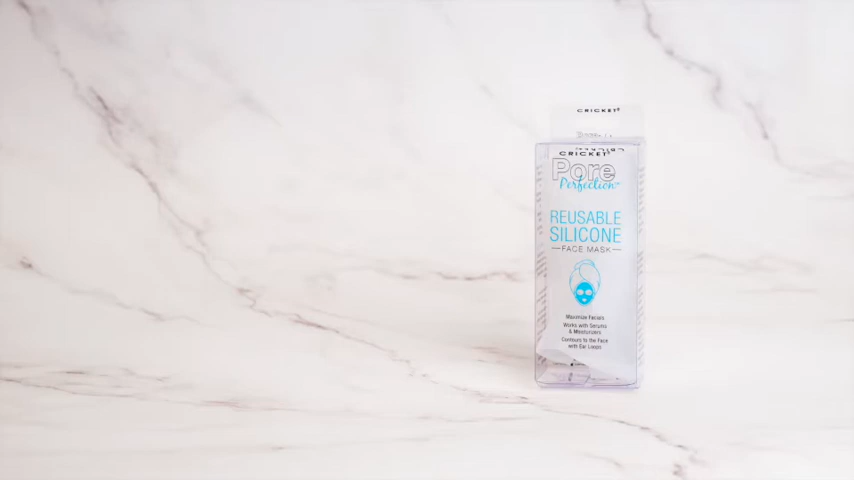 CRICKET®
CRICKET®
Pore
Perfection™
REUSABLE
SILICONE
FACE MASK
Maximize Facials
Works with Serums
& Moisturizers
Contours to the Face
with Ear Loops